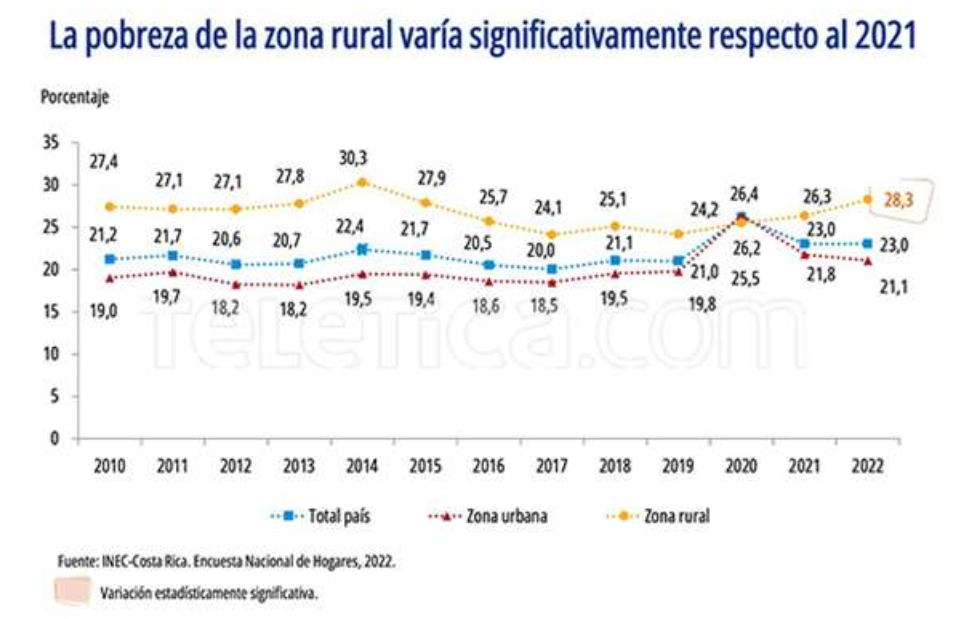 La pobreza de la zona rural varía significativamente respecto al 2021
Porcentaje
35
30
25
20
15
10
5
0
27,4 27,1 27,1 27,8 30,3 27,9 25,7 24,1 25,1 24,2 26,4 26,3 28,3
21,2 21,7 20,6 20,7 22,4 21,7 20,5 20,0 21,1 21,0 26,2 23,0 23,0
19,0 19,7 18,2 18,2 19,5 19,4 18,6 18,5 19,5 19,8 25,5 21,8 21,1
TeLeTica.com
2010 2011 2012 2013 2014 2015 2016 2017 2018 2019 2020 2021 2022
Total país Zona urbana Zona rural
Fuente: INEC-Costa Rica. Encuesta Nacional de Hogares, 2022.
Variación estadísticamente significativa.